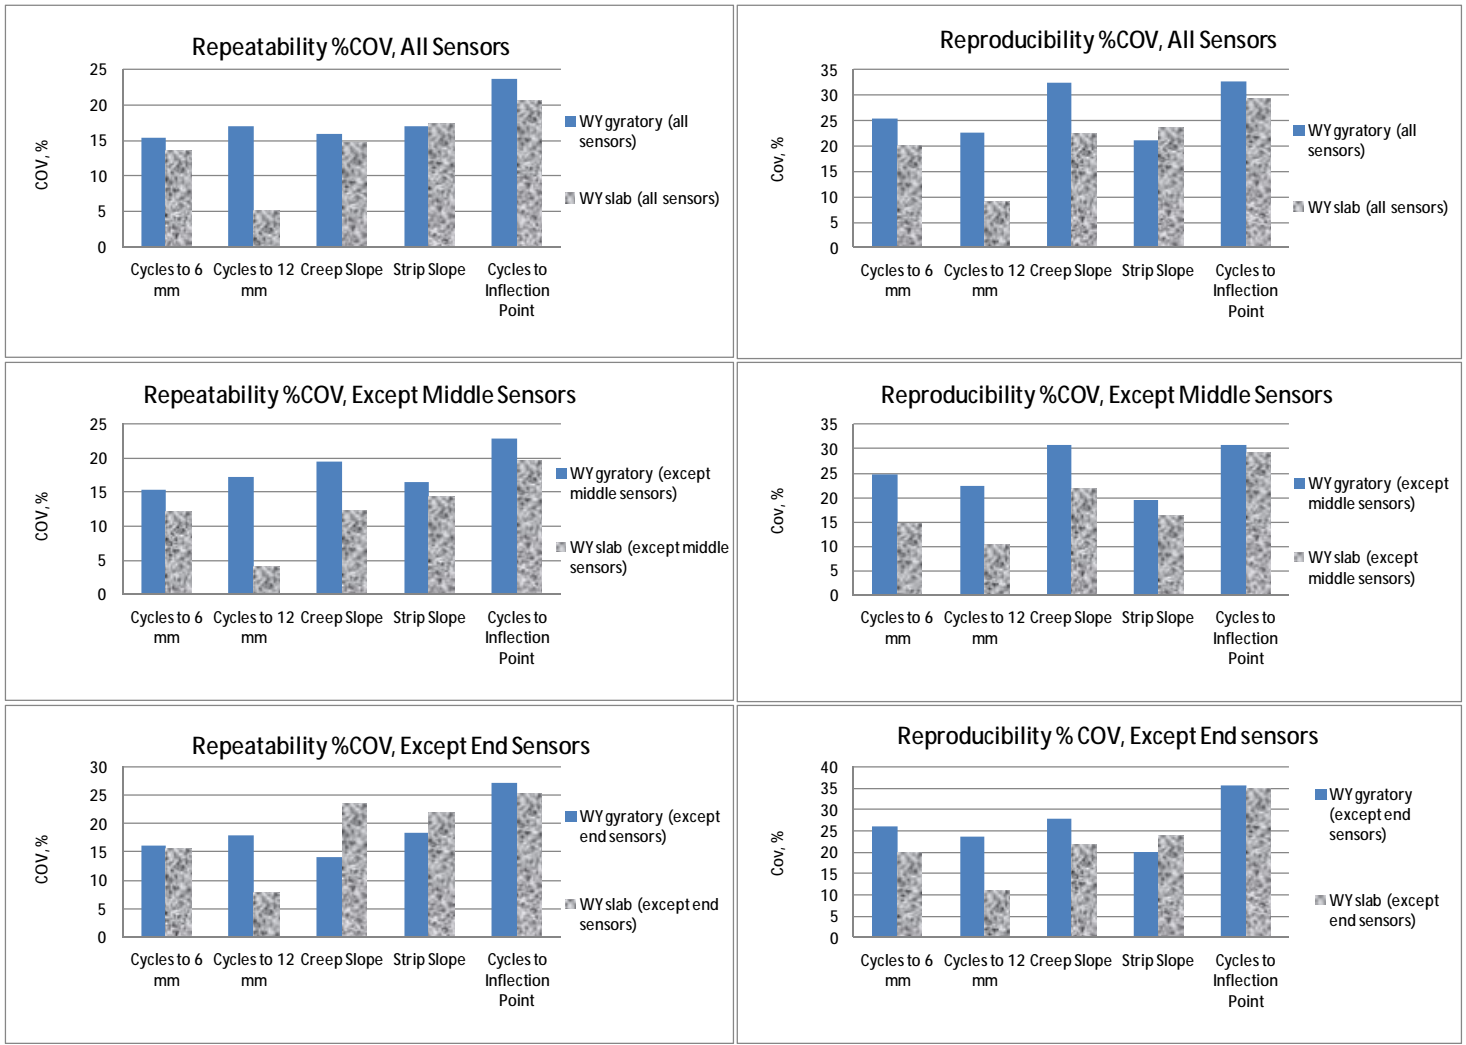 Repeatability %COV, All Sensors
25
20
15
10
5
0
COV, %
Cycles to 6
mm
Cycles to 12
mm
Creep Slope
Strip Slope
Cycles to
Inflection
Point
WY gyratory (all
sensors)
WY slab (all sensors)
Reproducibility %COV, All Sensors
35
30
25
20
15
10
5
0
Cov, %
Cycles to 6
mm
Cycles to 12
mm
Creep Slope
Strip Slope
Cycles to
Inflection
Point
WY gyratory (all
sensors)
WY slab (all sensors)
Repeatability %COV, Except Middle Sensors
25
20
15
10
5
0
COV, %
Cycles to 6
mm
Cycles to 12
mm
Creep Slope
Strip Slope
Cycles to
Inflection
Point
WY gyratory (except
middle sensors)
WY slab (except middle
sensors)
Reproducibility %COV, Except Middle Sensors
35
30
25
20
15
10
5
0
Cov, %
Cycles to 6
mm
Cycles to 12
mm
Creep Slope
Strip Slope
Cycles to
Inflection
Point
WY gyratory (except
middle sensors)
WY slab (except
middle sensors)
Repeatability %COV, Except End Sensors
30
25
20
15
10
5
0
COV, %
Cycles to 6
mm
Cycles to 12
mm
Creep Slope
Strip Slope
Cycles to
Inflection
Point
WY gyratory (except
end sensors)
WY slab (except end
sensors)
Reproducibility % COV, Except End sensors
40
35
30
25
20
15
10
5
0
Cov, %
Cycles to 6
mm
Cycles to 12
mm
Creep Slope
Strip Slope
Cycles to
Inflection
Point
WY gyratory
(except end
sensors)
WY slab (except
end sensors)